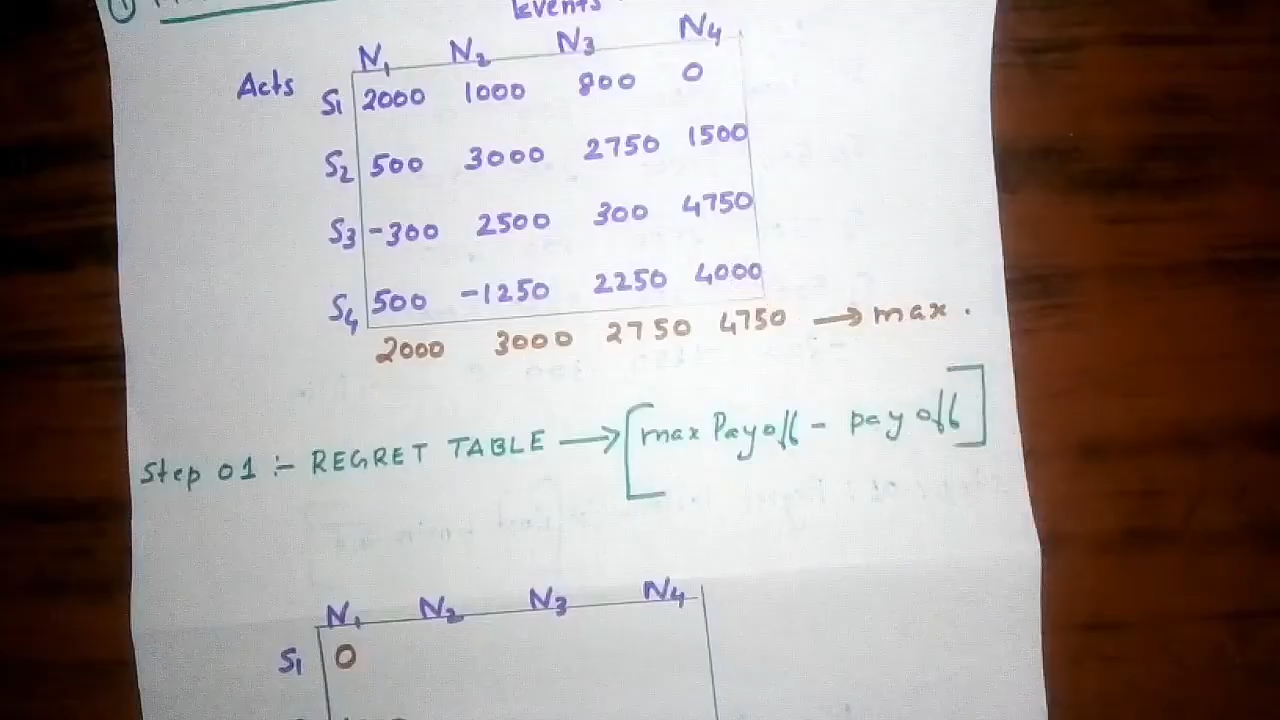 Events
N1 N2 N3 N4
Acts S1 2000 1000 800 0
S2 500 3000 2750 1500
S3 -300 2500 300 4750
S4 500 -1250 2250 4000
2000 3000 2750 4750 → max.
Step 01 :- REGRET TABLE → [max Payoff - payoff]
N1 N2 N3 N4
S1 0